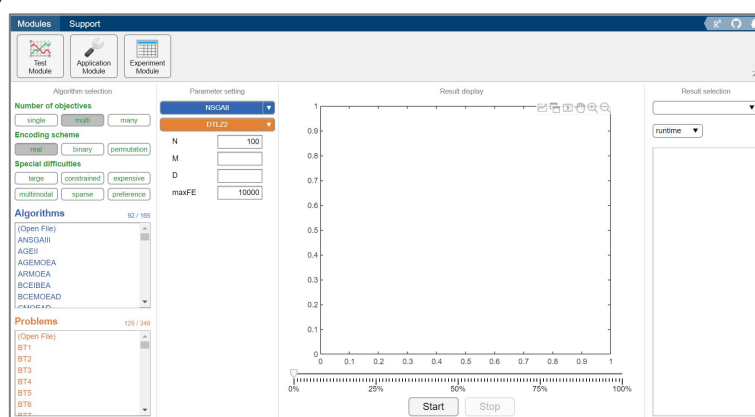 Modules Support
Test Module
Application Module
Experiment Module
Algorithm selection
Number of objectives
single multi many
Encoding scheme
real binary permutation
Special difficulties
large constrained expensive
multimodal sparse preference
Algorithms 92 / 166
(Open File)
ANSGAIII
AGEII
AGEMOEA
ARMOEA
BCEIBEA
BCEMOEAD
Problems 129 / 348
(Open File)
BT1
BT2
BT3
BT4
BT5
BT6
Parameter setting
NSGAII
DTLZ2
N 100
M
D
maxFE 10000
Result display
1
0.9
0.8
0.7
0.6
0.5
0.4
0.3
0.2
0.1
0
0 0.1 0.2 0.3 0.4 0.5 0.6 0.7 0.8 0.9 1
0% 25% 50% 75% 100%
Start Stop
Result selection
runtime